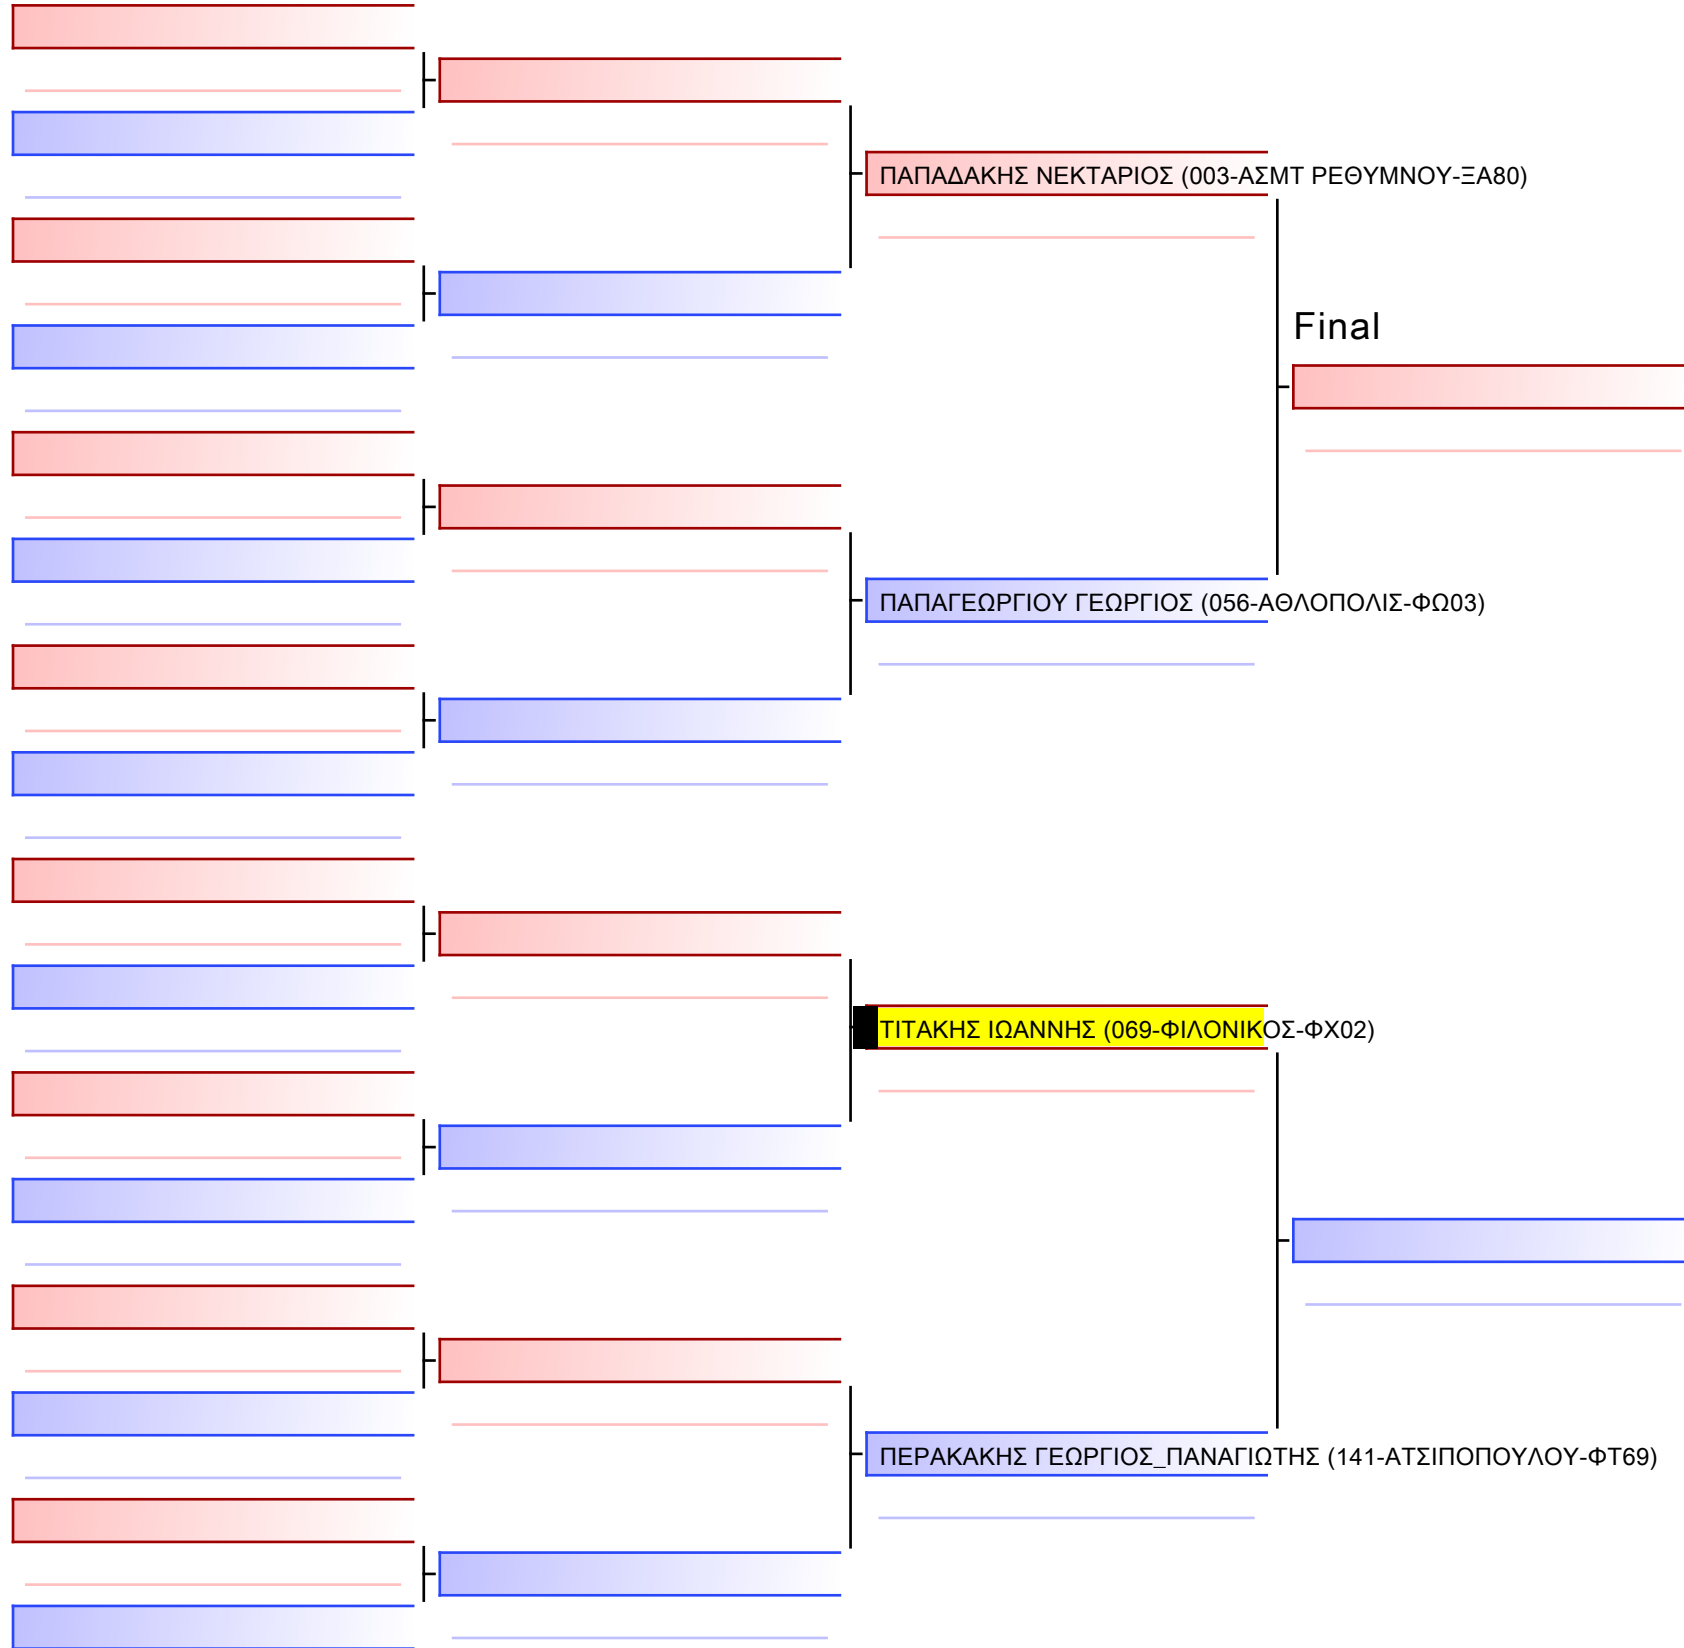 ΠΑΠΑΔΑΚΗΣ ΝΕΚΤΑΡΙΟΣ (003-ΑΣΜΤ ΡΕΘΥΜΝΟΥ-ΞΑ80)
Final
ΠΑΠΑΓΕΩΡΓΙΟΥ ΓΕΩΡΓΙΟΣ (056-ΑΘΛΟΠΟΛΙΣ-ΦΩ03)
ΤΙΤΑΚΗΣ ΙΩΑΝΝΗΣ (069-ΦΙΛΟΝΙΚΟΣ-ΦΧ02)
ΠΕΡΑΚΑΚΗΣ ΓΕΩΡΓΙΟΣ_ΠΑΝΑΓΙΩΤΗΣ (141-ΑΤΣΙΠΟΠΟΥΛΟΥ-ΦΤ69)